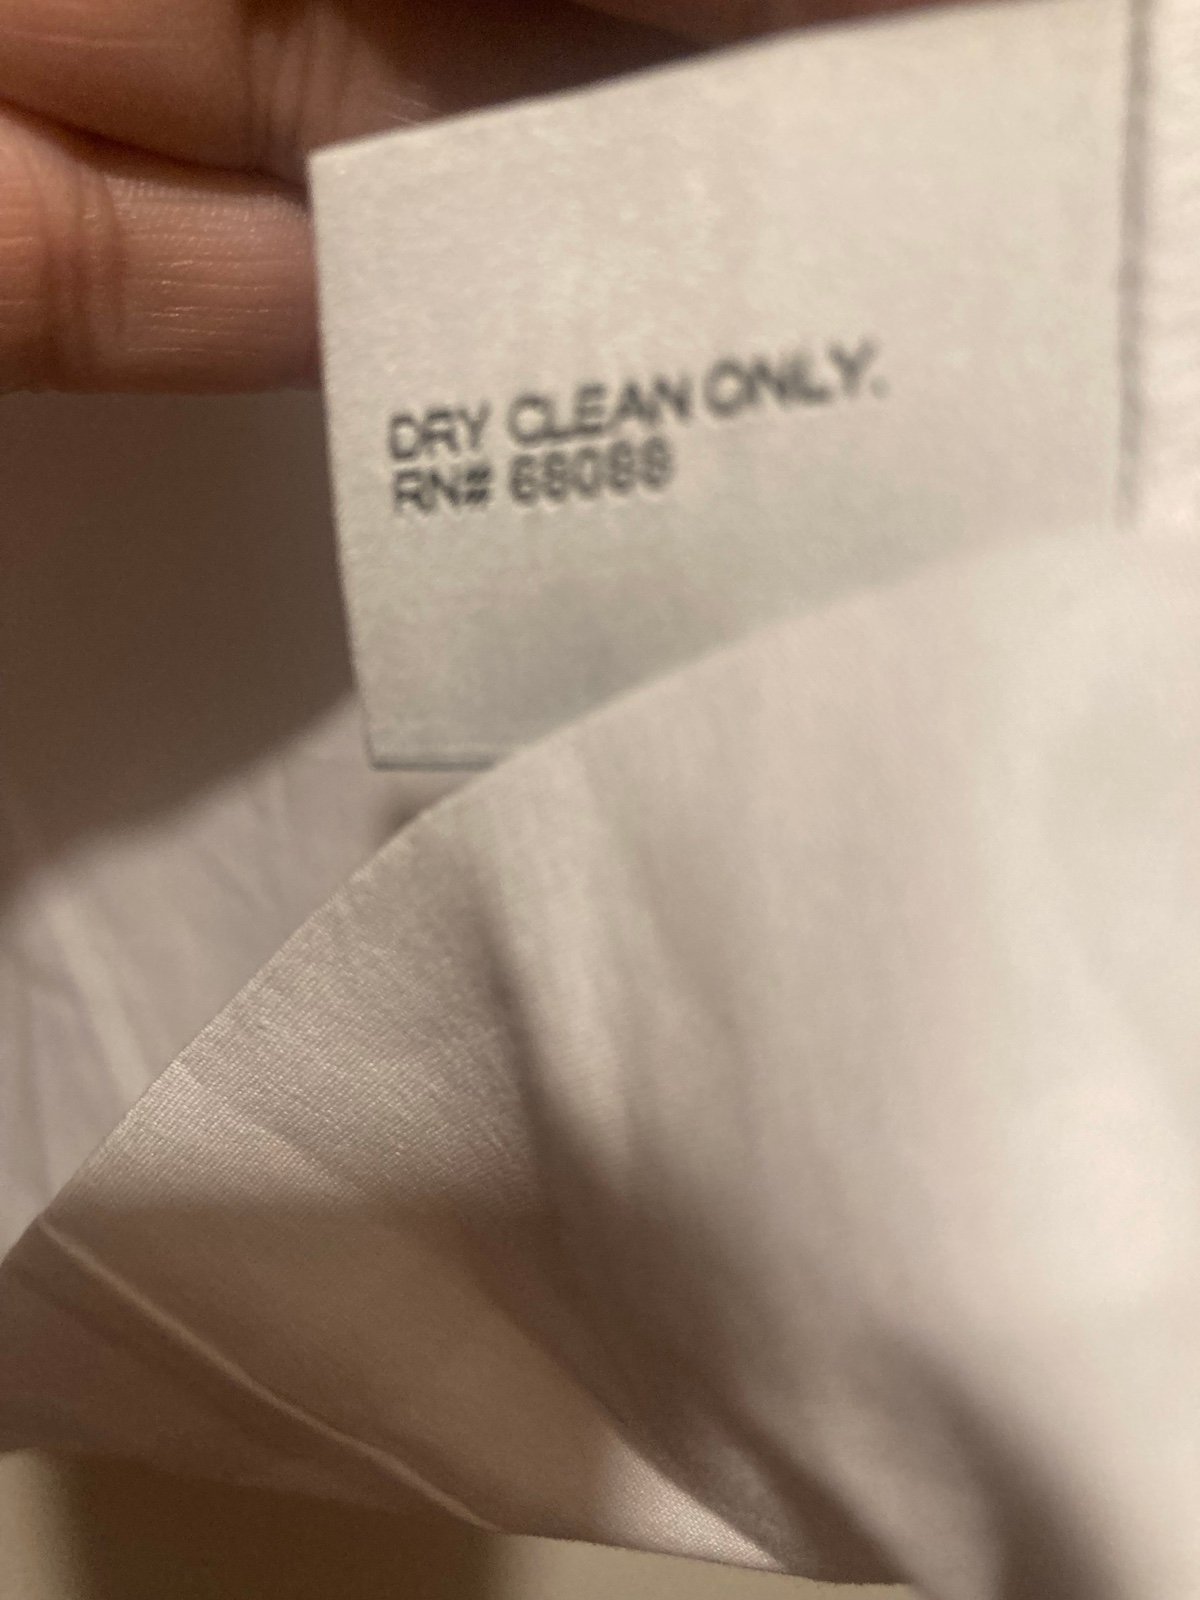 DRY CLEAN ONLY.
RN# 68088